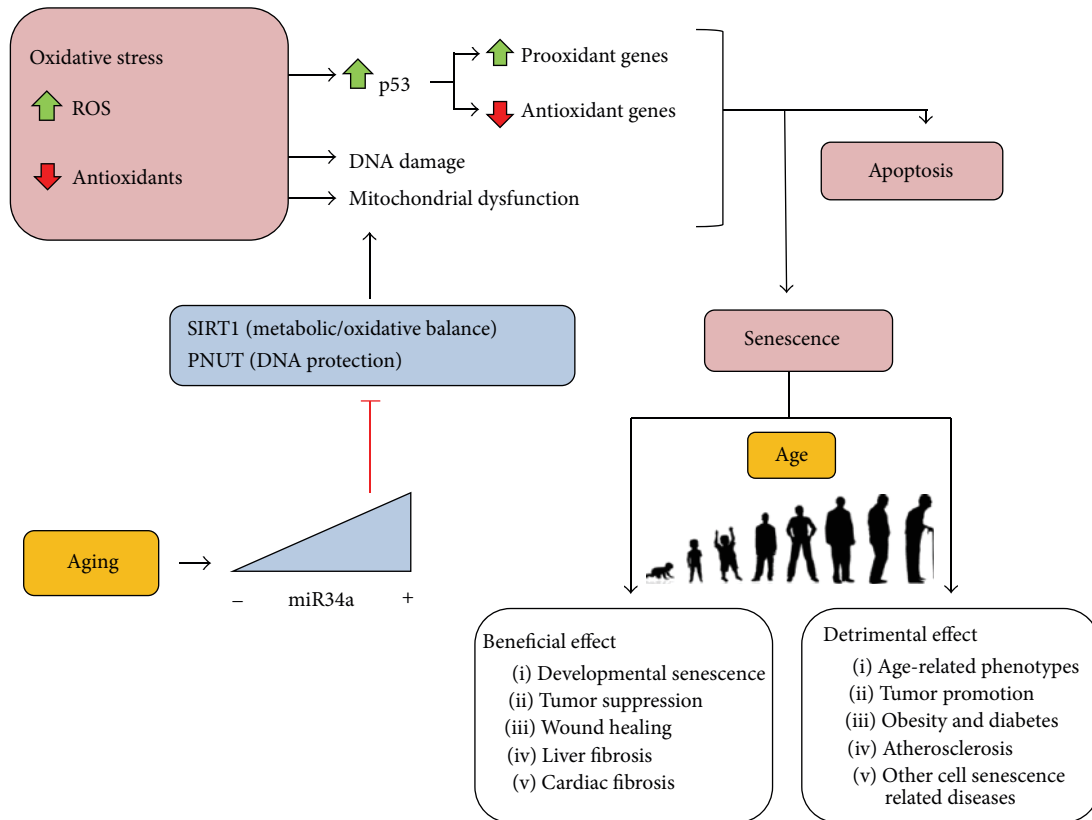 Oxidative stress
ROS
Antioxidants
p53
Prooxidant genes
Antioxidant genes
DNA damage
Mitochondrial dysfunction
Apoptosis
SIRT1 (metabolic/oxidative balance)
PNUT (DNA protection)
Senescence
Age
Aging
– miR34a +
Beneficial effect
(i) Developmental senescence
(ii) Tumor suppression
(iii) Wound healing
(iv) Liver fibrosis
(v) Cardiac fibrosis
Detrimental effect
(i) Age-related phenotypes
(ii) Tumor promotion
(iii) Obesity and diabetes
(iv) Atherosclerosis
(v) Other cell senescence
related diseases